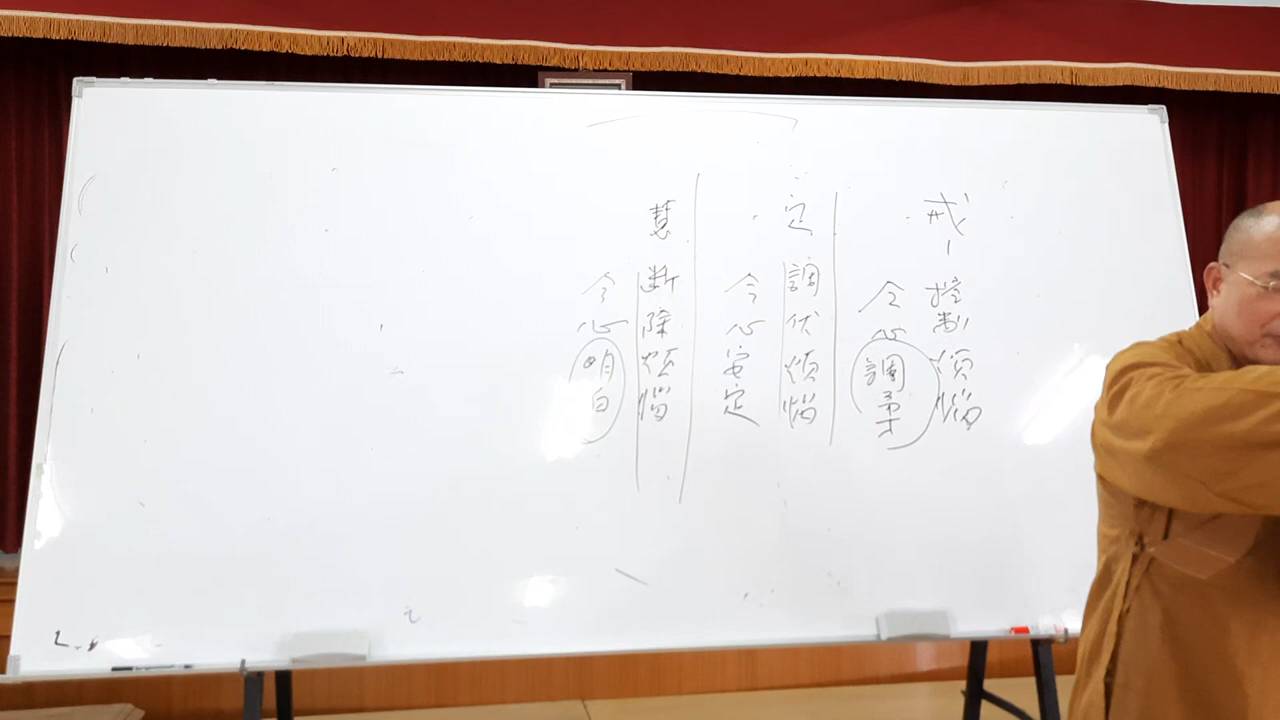 戒－控制煩惱
令心調柔
定 調伏煩惱
令心安定
慧 斷除煩惱
令心明白